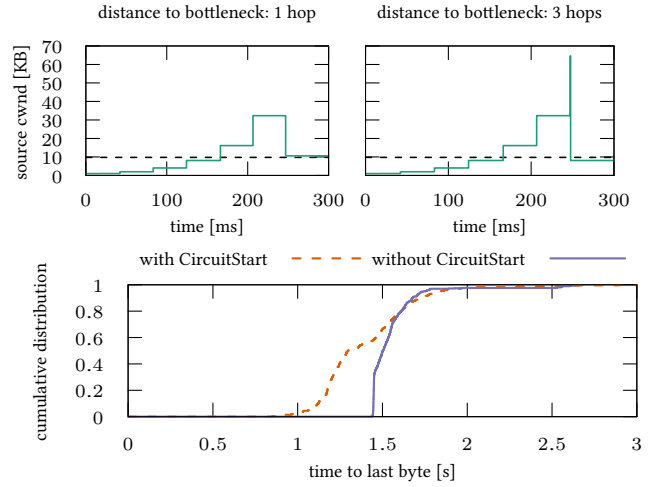 distance to bottleneck: 1 hop
distance to bottleneck: 3 hops
source cwnd [KB]
70
60
50
40
30
20
10
0
0 100 200 300
time [ms]
0 100 200 300
time [ms]
with CircuitStart
without CircuitStart
cumulative distribution
1
0.8
0.6
0.4
0.2
0
0 0.5 1 1.5 2 2.5 3
time to last byte [s]